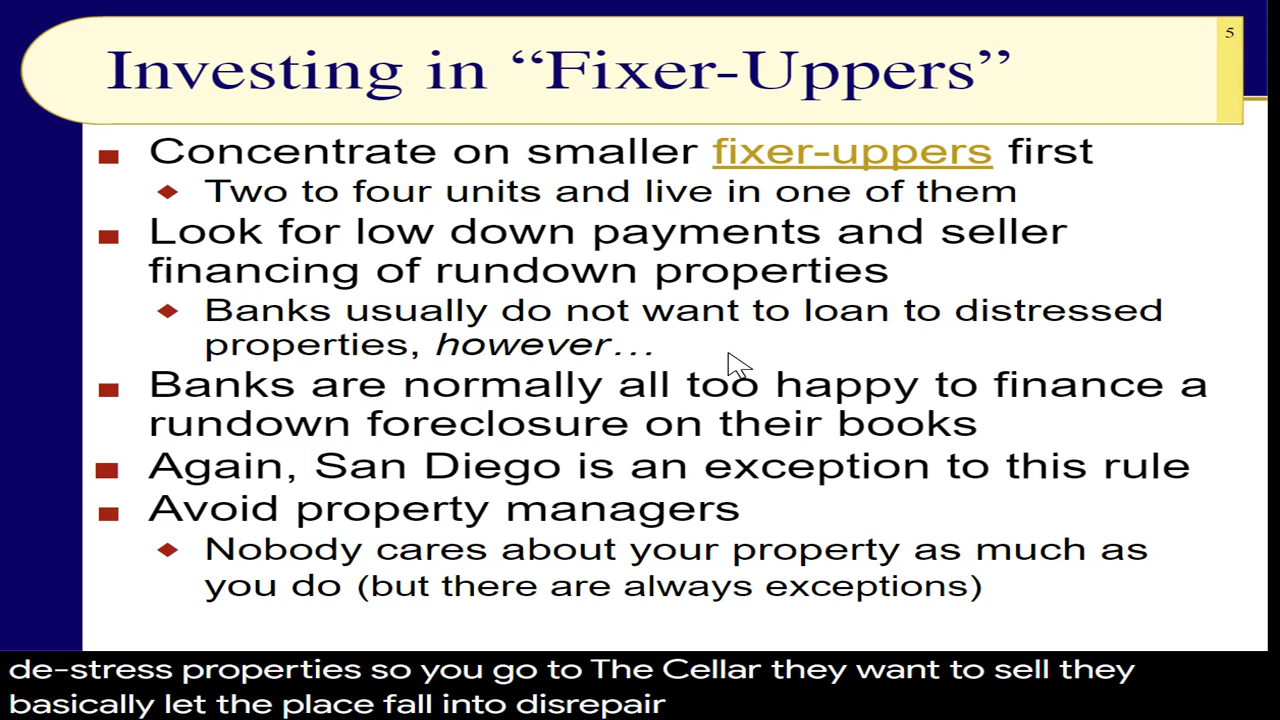 5
Investing in “Fixer-Uppers”
Concentrate on smaller fixer-uppers first
Two to four units and live in one of them
Look for low down payments and seller
financing of rundown properties
Banks usually do not want to loan to distressed
properties, however…
Banks are normally all too happy to finance a
rundown foreclosure on their books
Again, San Diego is an exception to this rule
Avoid property managers
Nobody cares about your property as much as
you do (but there are always exceptions)
de-stress properties so you go to The Cellar they want to sell they
basically let the place fall into disrepair